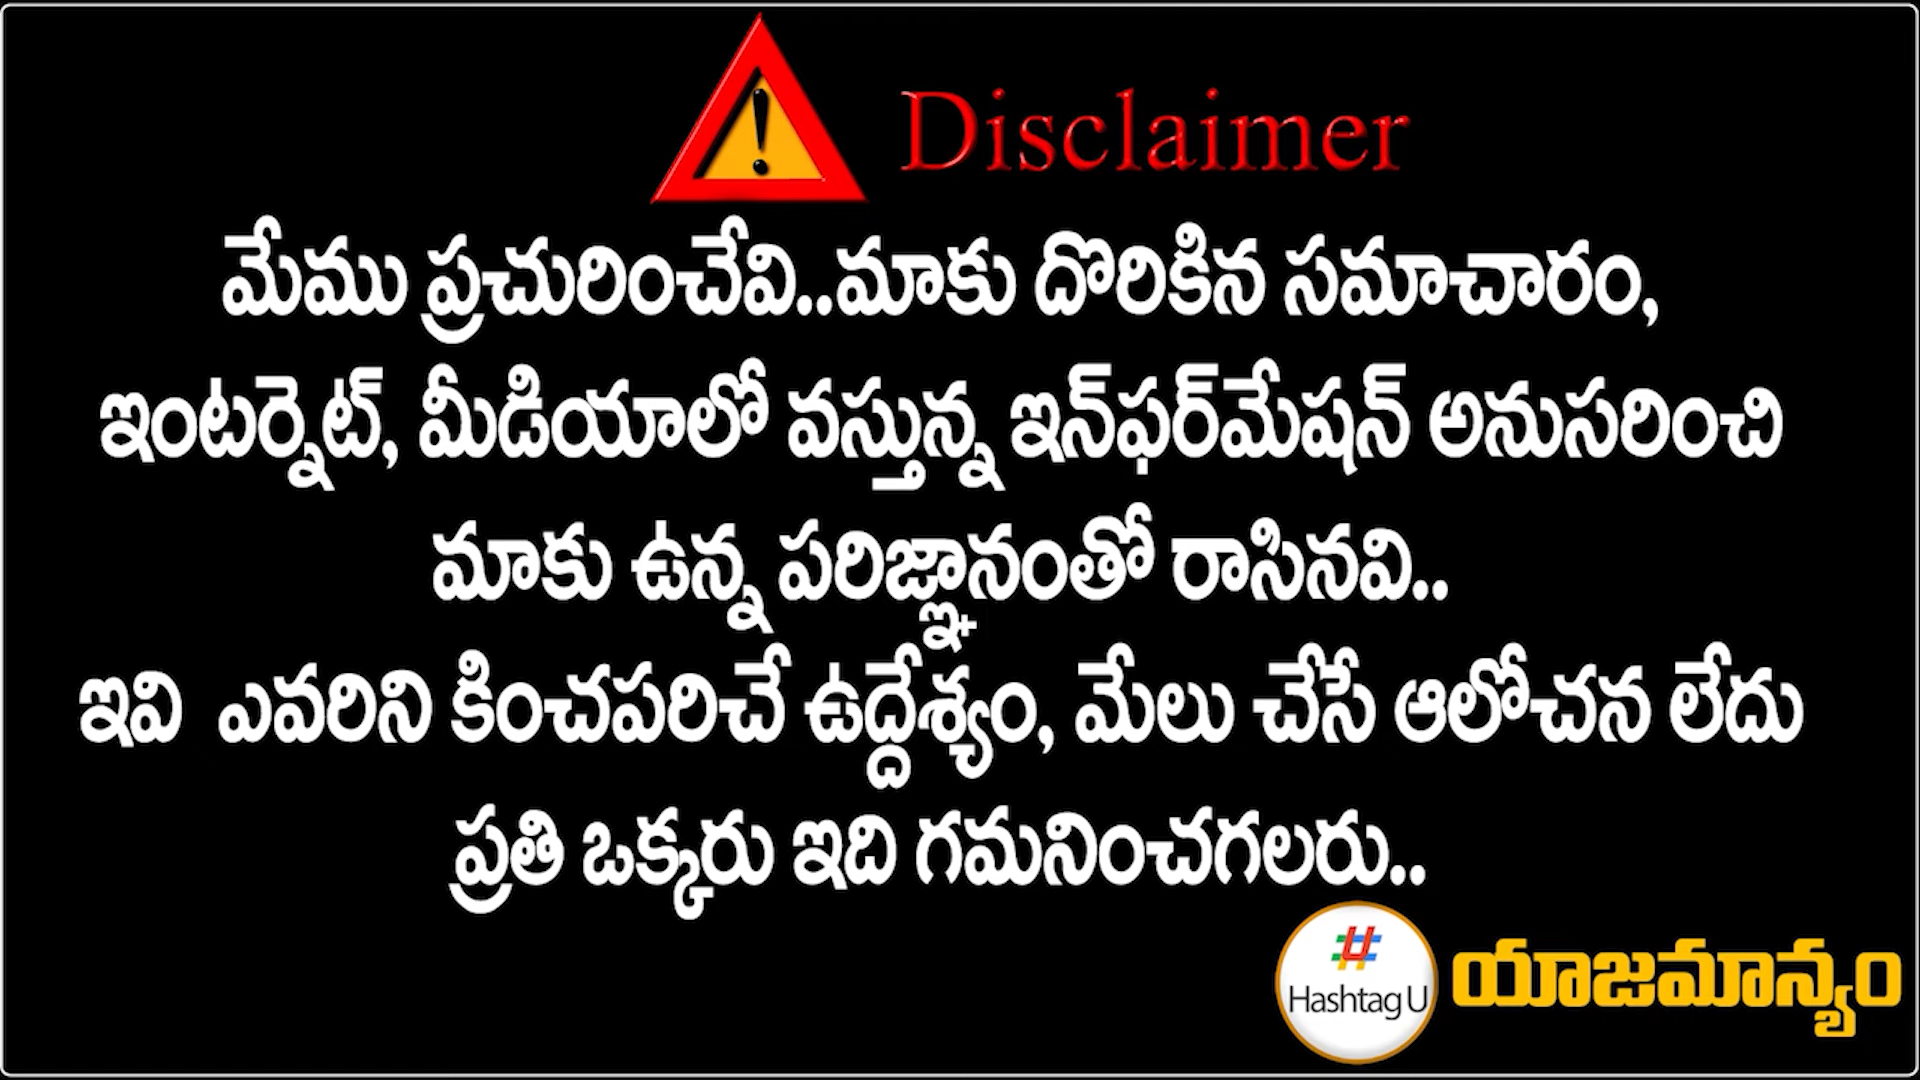 Disclaimer
మేము ప్రచురించేవి..మాకు దొరికిన సమాచారం,
ఇంటర్నెట్, మీడియాలో వస్తున్న ఇన్‌ఫర్‌మేషన్ అనుసరించి
మాకు ఉన్న పరిజ్ఞానంతో రాసినవి..
ఇవి ఎవరిని కించపరిచే ఉద్దేశ్యం, మేలు చేసే ఆలోచన లేదు
ప్రతి ఒక్కరు ఇది గమనించగలరు..
# Hashtag U యాజమాన్యం